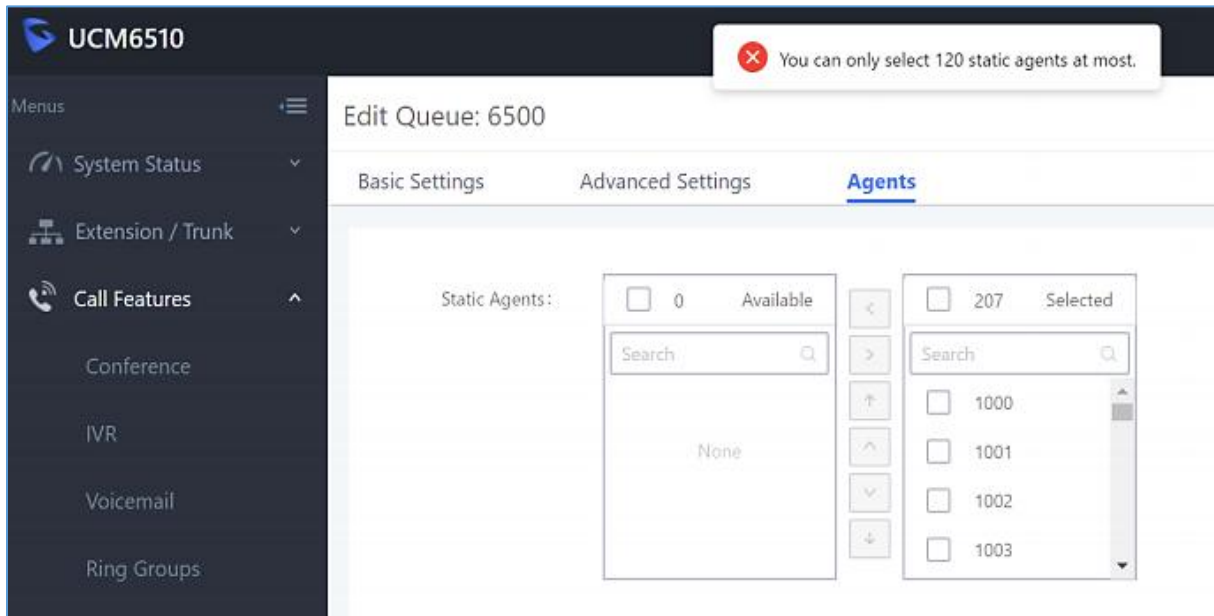 UCM6510
You can only select 120 static agents at most.
Menus
Edit Queue: 6500
System Status
Basic Settings Advanced Settings Agents
Extension / Trunk
Call Features
Static Agents:
0 Available
207 Selected
Search
Search
Conference
1000
IVR
None
1001
Voicemail
1002
Ring Groups
1003